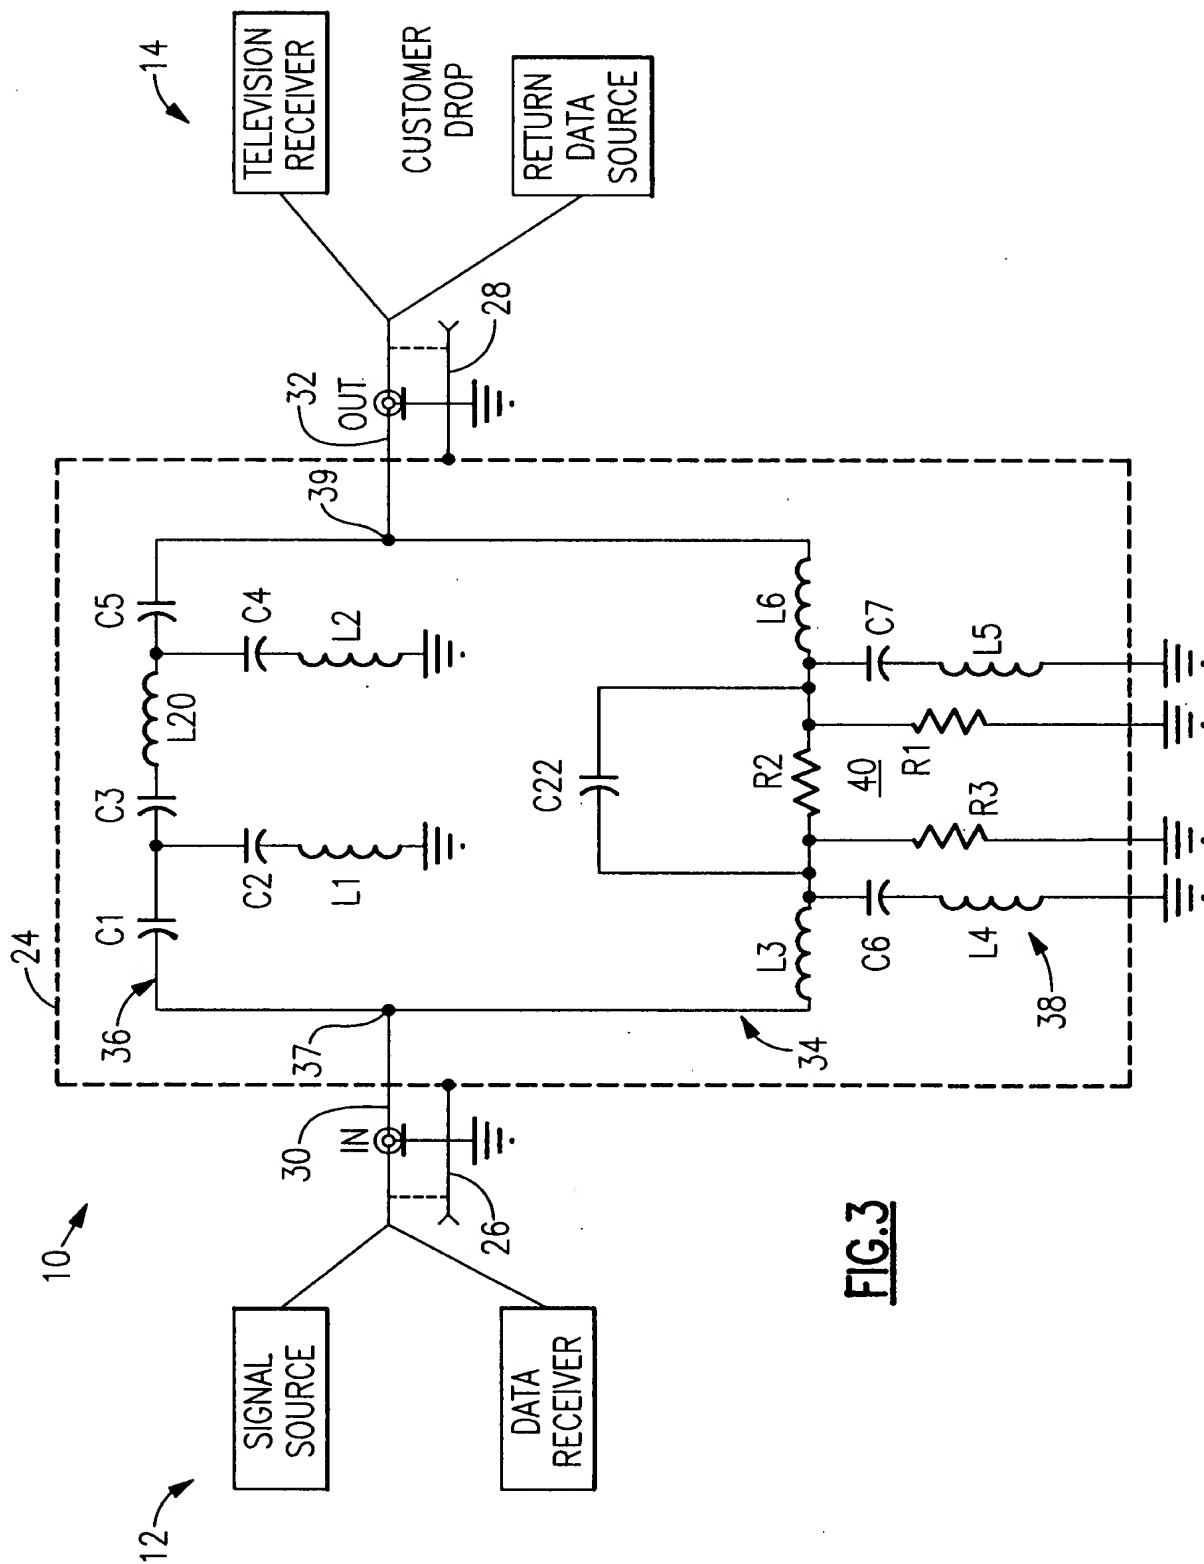 10
12
SIGNAL
SOURCE
DATA
RECEIVER
26
30
IN
24
36
37
34
C1
C2
L1
C3
L20
C5
C4
L2
C22
L3
C6
L4
38
R3
R2
40
R1
L6
C7
L5
39
32
OUT
28
14
TELEVISION
RECEIVER
CUSTOMER
DROP
RETURN
DATA
SOURCE
FIG.3